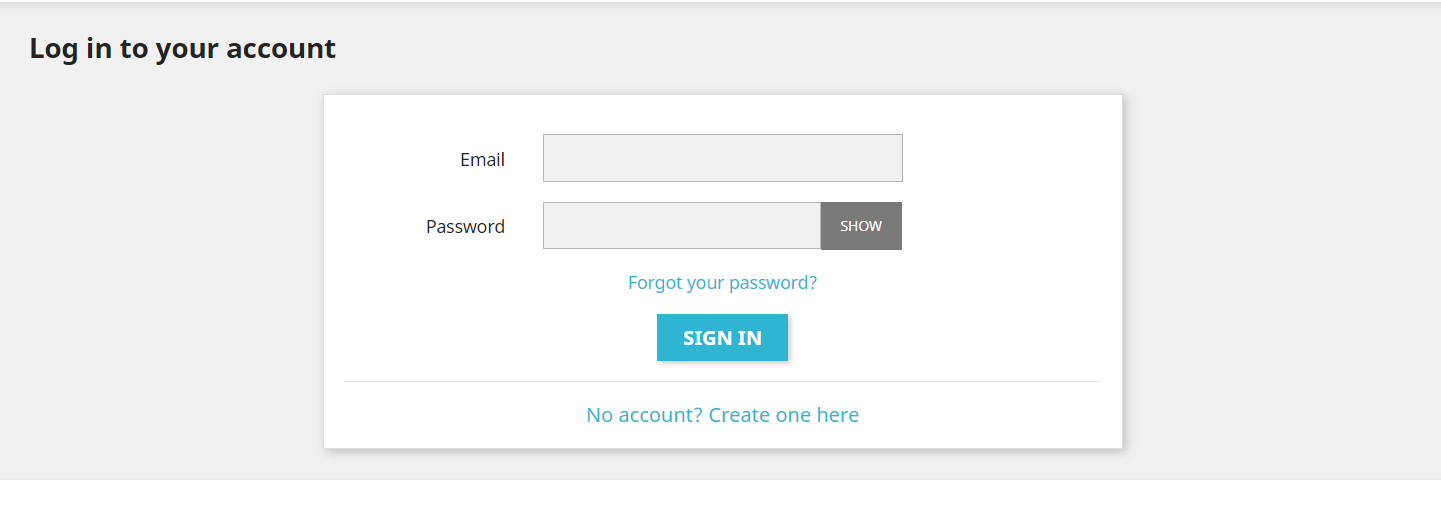 Log in to your account
Email
Password
SHOW
Forgot your password?
SIGN IN
No account? Create one here